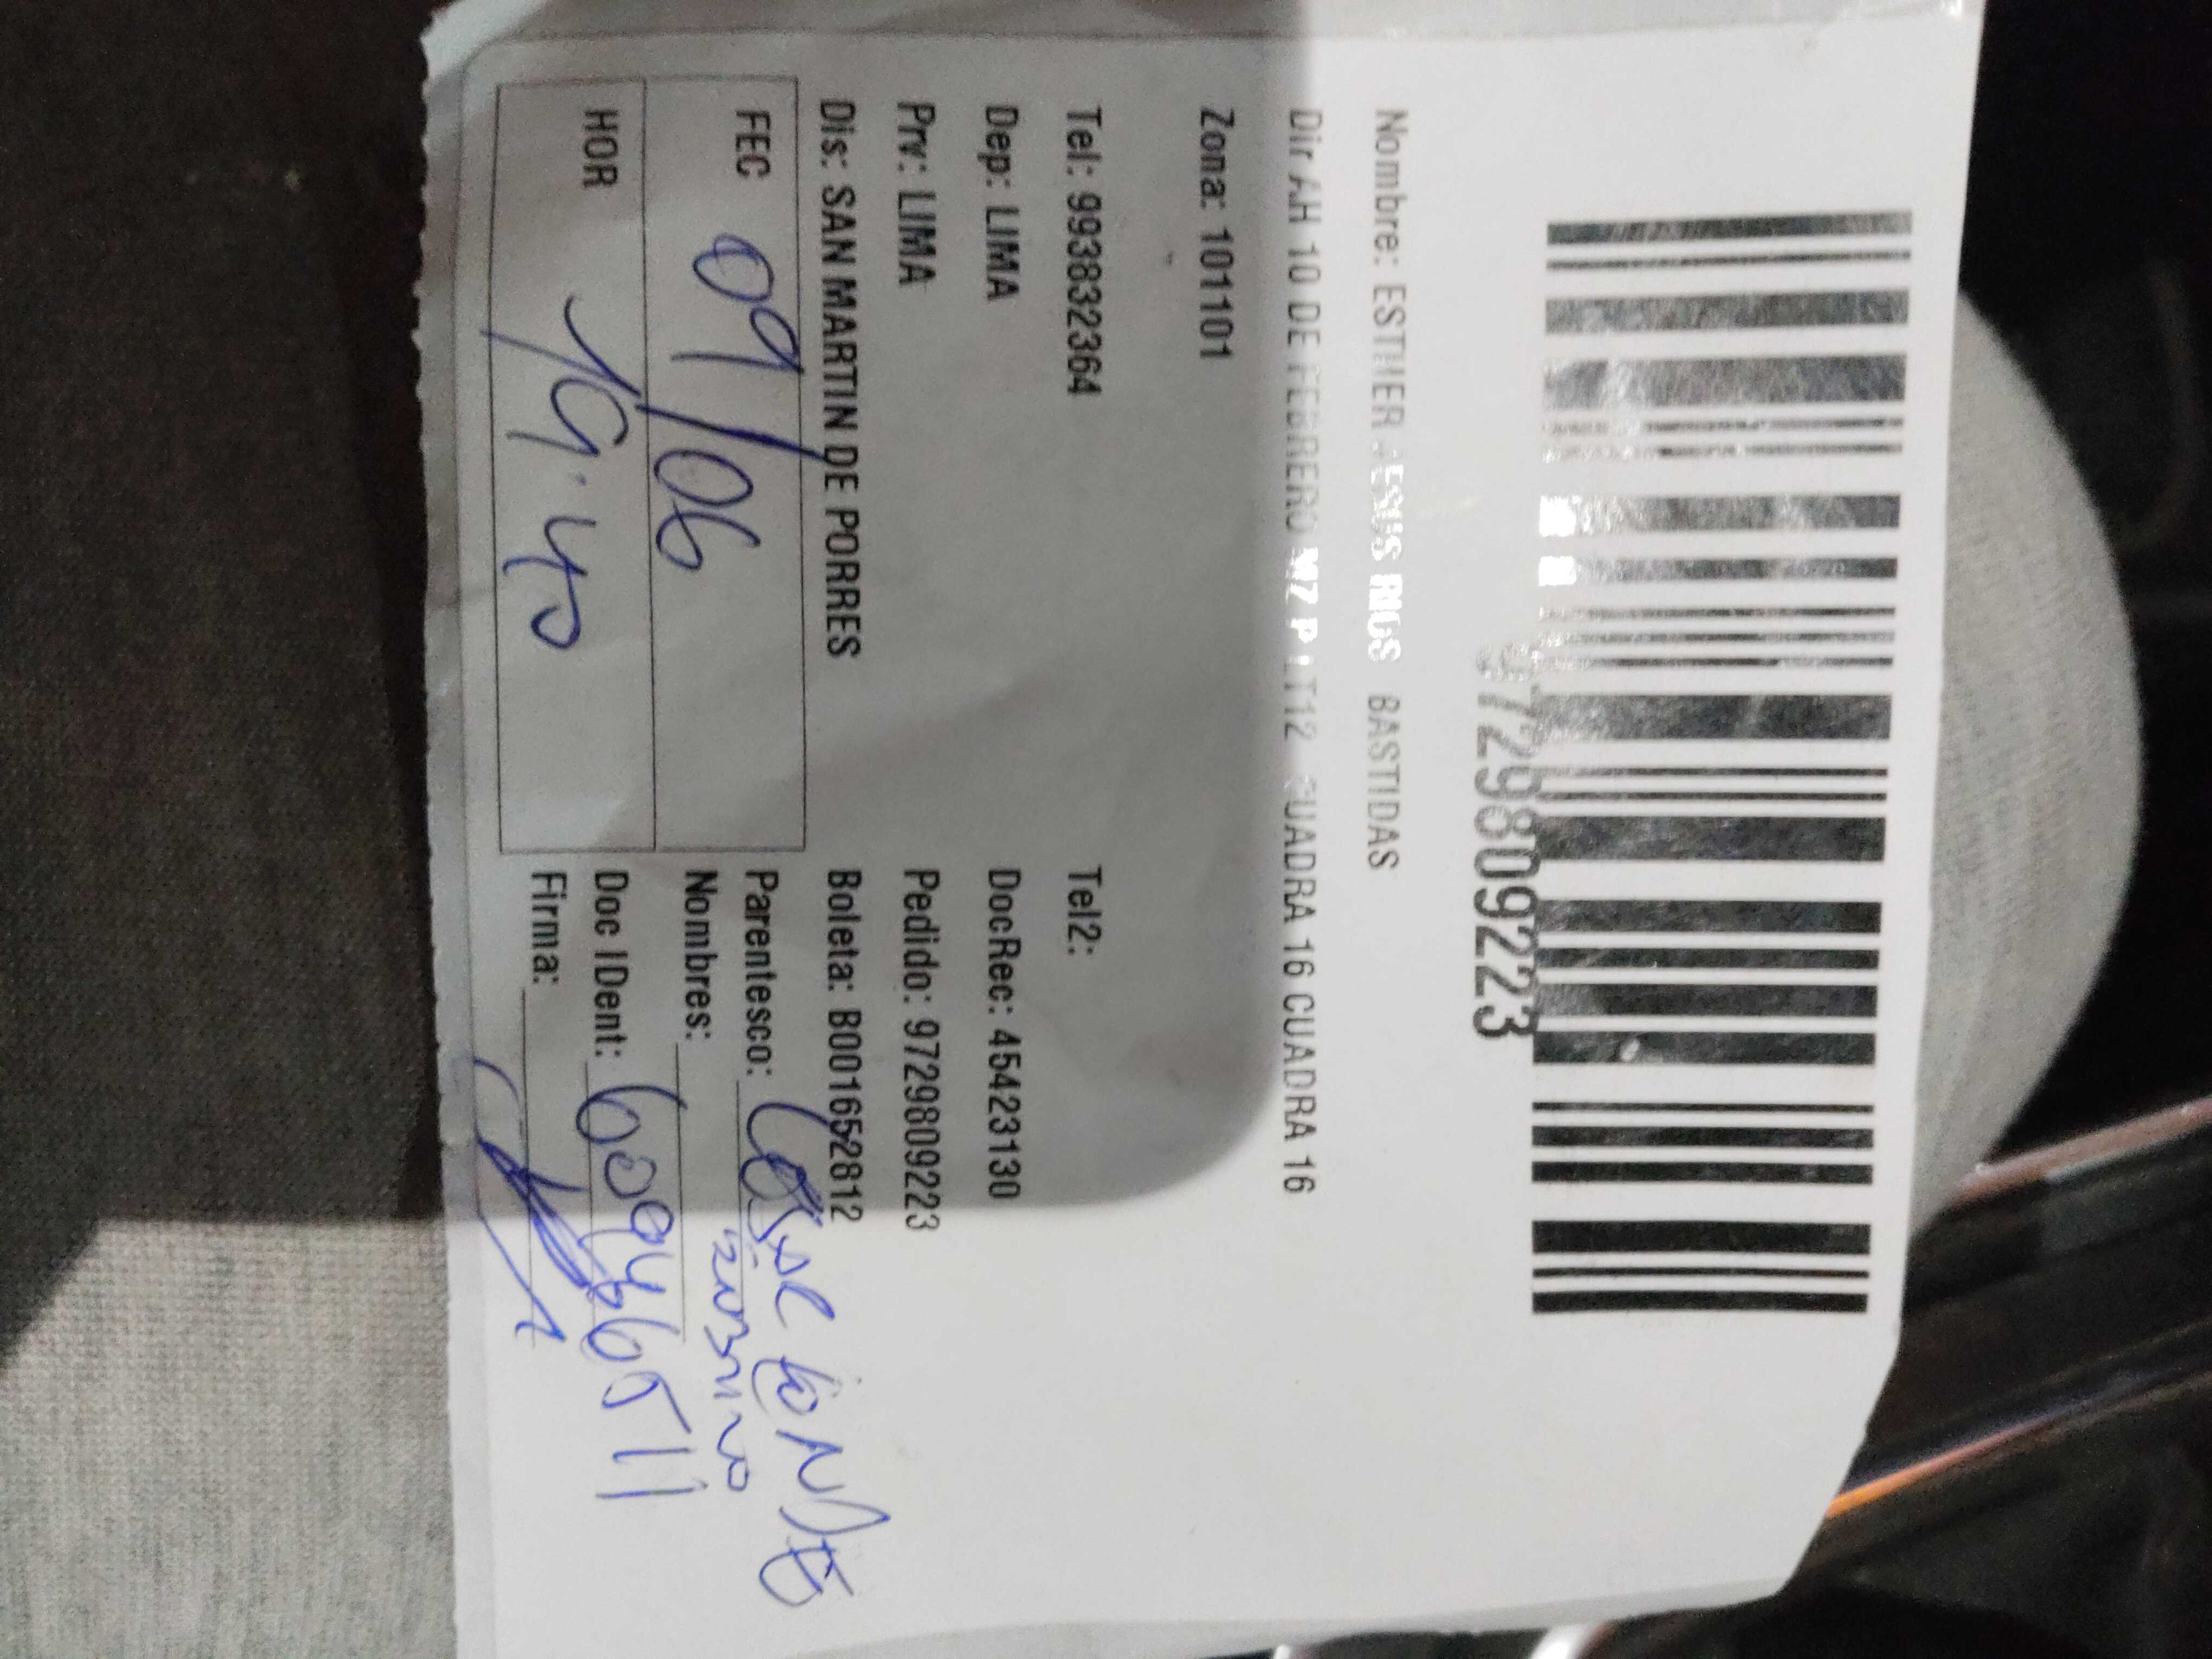 9729809223
Nombre: ESTHER JESUS RIOS BASTIDAS
Dir AH 10 DE FEBRERO MZ P LT12 CUADRA 16 CUADRA 16
Zona: 101101
Tel: 993832364 Tel2:
Dep: LIMA DocRec: 45423130
Prv: LIMA Pedido: 9729809223
Dis: SAN MARTIN DE PORRES Boleta: B001652812
FEC 09/06 Parentesco:
Nombres:
HOR 19:40 Doc IDent:
Firma: